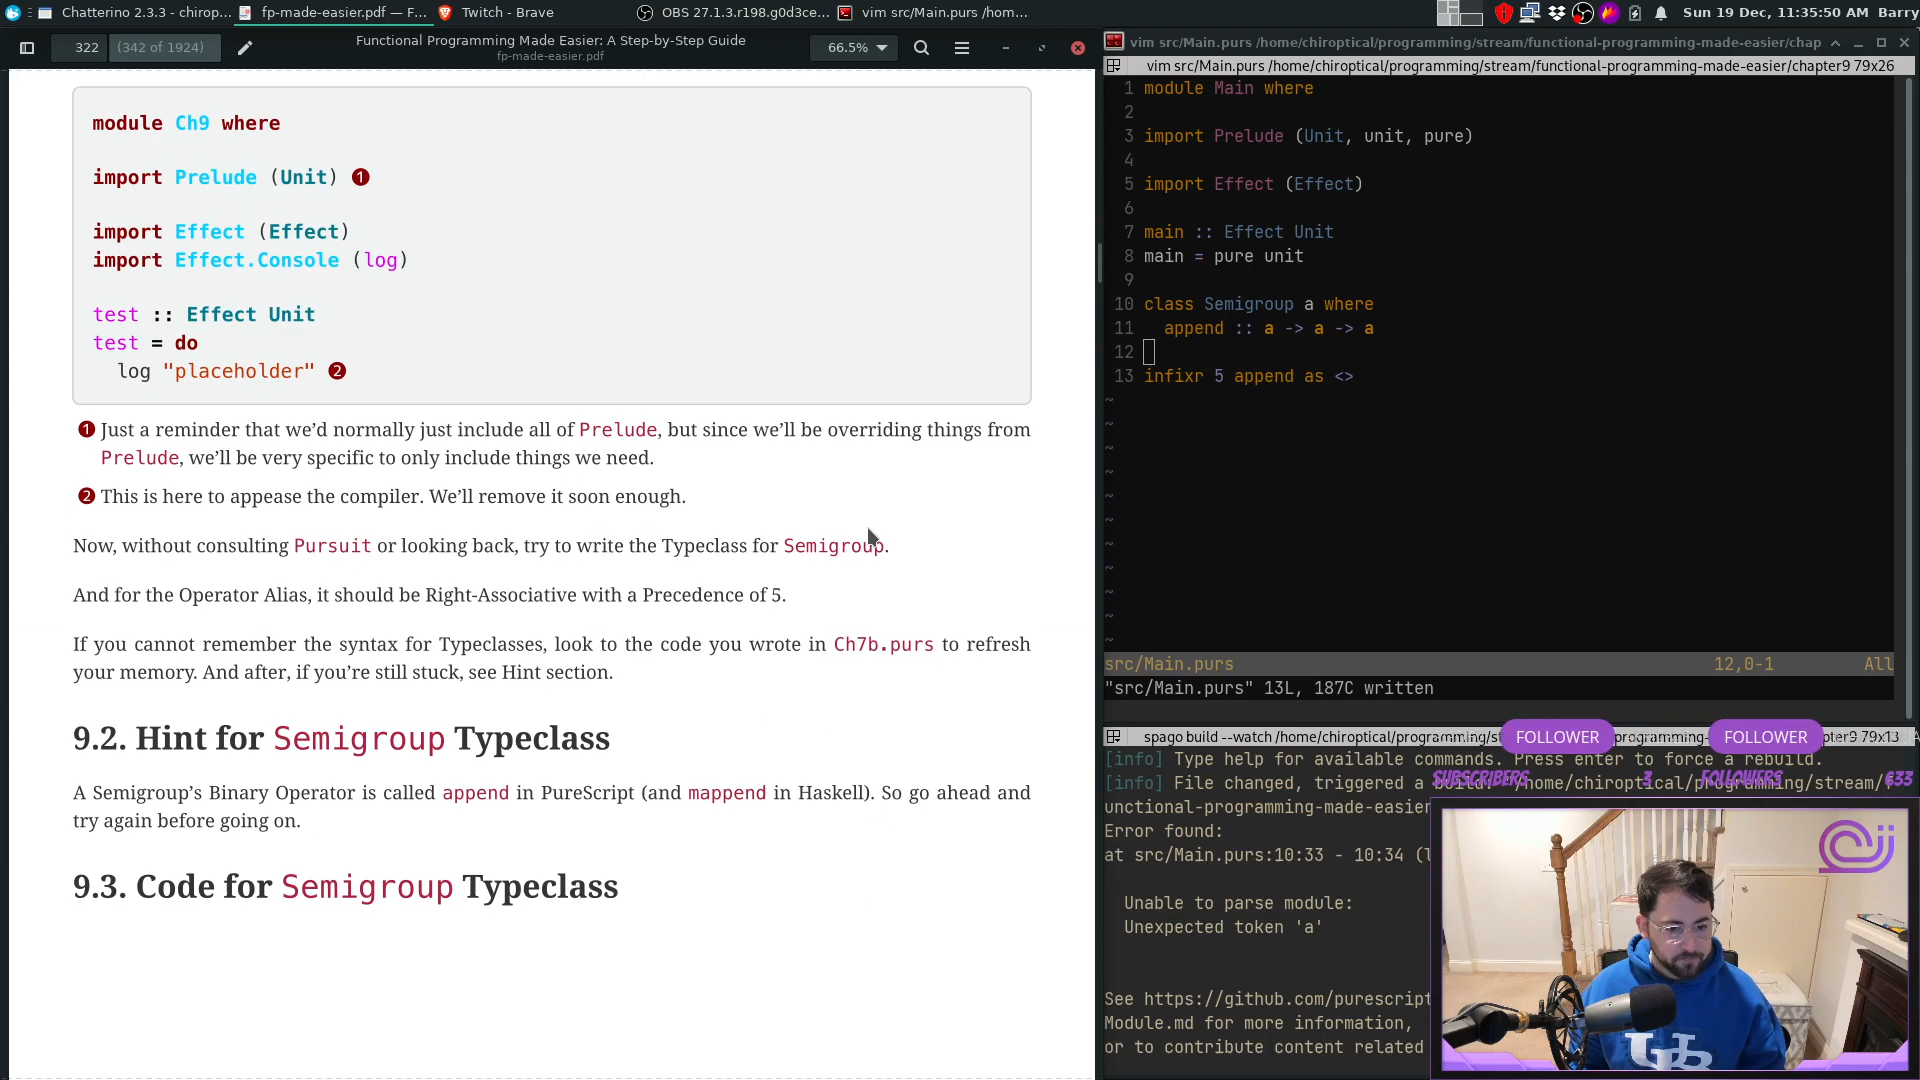 Chatterino 2.3.3 - chirop...
fp-made-easier.pdf — F...
Twitch - Brave
OBS 27.1.3.r198.g0d3ce...
vim src/Main.purs /hom...
Sun 19 Dec, 11:35:50 AM Barry
322
(342 of 1924)
Functional Programming Made Easier: A Step-by-Step Guide
fp-made-easier.pdf
66.5%
module Ch9 where
import Prelude (Unit) 1
import Effect (Effect)
import Effect.Console (log)
test :: Effect Unit
test = do
log "placeholder" 2
1 Just a reminder that we’d normally just include all of Prelude, but since we’ll be overriding things from
Prelude, we’ll be very specific to only include things we need.
2 This is here to appease the compiler. We’ll remove it soon enough.
Now, without consulting Pursuit or looking back, try to write the Typeclass for Semigroup.
And for the Operator Alias, it should be Right-Associative with a Precedence of 5.
If you cannot remember the syntax for Typeclasses, look to the code you wrote in Ch7b.purs to refresh
your memory. And after, if you’re still stuck, see Hint section.
9.2. Hint for Semigroup Typeclass
A Semigroup’s Binary Operator is called append in PureScript (and mappend in Haskell). So go ahead and
try again before going on.
9.3. Code for Semigroup Typeclass
vim src/Main.purs /home/chiroptical/programming/stream/functional-programming-made-easier/chap
vim src/Main.purs /home/chiroptical/programming/stream/functional-programming-made-easier/chapter9 79x26
1 module Main where
2
3 import Prelude (Unit, unit, pure)
4
5 import Effect (Effect)
6
7 main :: Effect Unit
8 main = pure unit
9
10 class Semigroup a where
11 append :: a -> a -> a
12
13 infixr 5 append as <>
~
~
~
~
~
~
~
~
~
~
~
src/Main.purs 12,0-1 All
"src/Main.purs" 13L, 187C written
spago build --watch /home/chiroptical/programming/st
FOLLOWER
programming-
FOLLOWER
pter9 79x13
[info] Type help for available commands. Press enter to force a rebuild.
SUBSCRIBERS 3 FOLLOWERS 633
[info] File changed, triggered a build: /home/chiroptical/programming/stream/f
unctional-programming-made-easier
Error found:
at src/Main.purs:10:33 - 10:34 (l
Unable to parse module:
Unexpected token 'a'
See https://github.com/purescript
Module.md for more information,
or to contribute content related